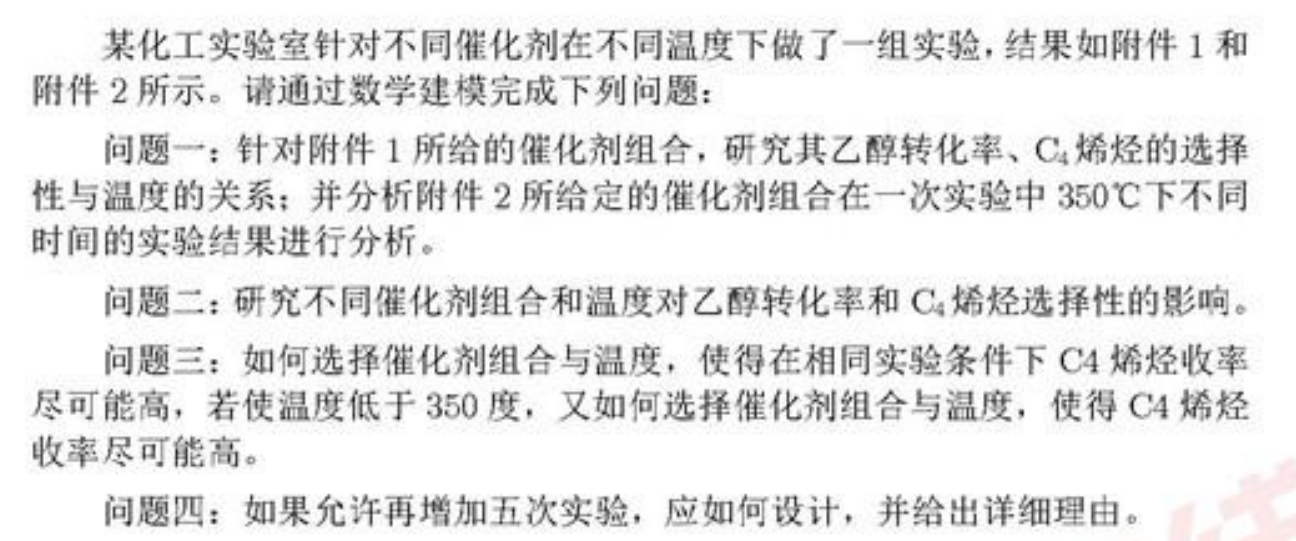 某化工实验室针对不同催化剂在不同温度下做了一组实验，结果如附件 1 和
附件 2 所示。请通过数学建模完成下列问题：
问题一：针对附件 1 所给的催化剂组合，研究其乙醇转化率、C₄ 烯烃的选择
性与温度的关系；并分析附件 2 所给定的催化剂组合在一次实验中 350℃下不同
时间的实验结果进行分析。
问题二：研究不同催化剂组合和温度对乙醇转化率和 C₄ 烯烃选择性的影响。
问题三：如何选择催化剂组合与温度，使得在相同实验条件下 C4 烯烃收率
尽可能高，若使温度低于 350 度，又如何选择催化剂组合与温度，使得 C4 烯烃
收率尽可能高。
问题四：如果允许再增加五次实验，应如何设计，并给出详细理由。